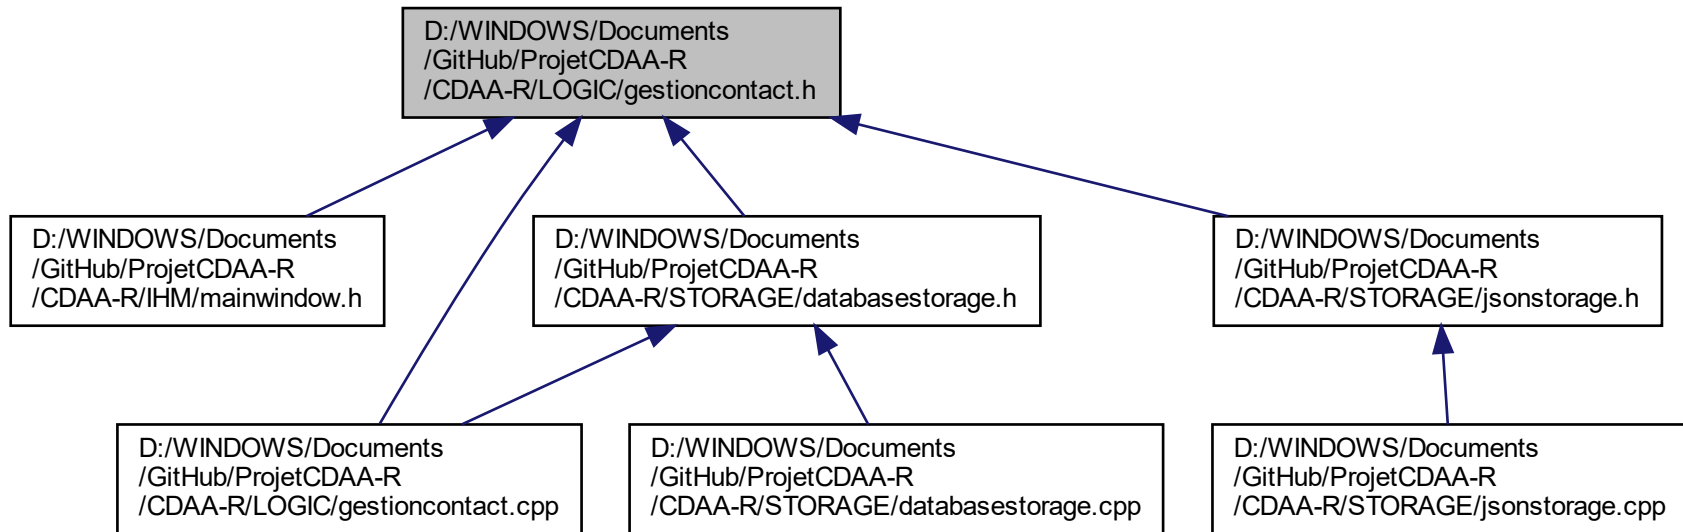 D:/WINDOWS/Documents
/GitHub/ProjetCDAA-R
/CDAA-R/LOGIC/gestioncontact.h
D:/WINDOWS/Documents
/GitHub/ProjetCDAA-R
/CDAA-R/IHM/mainwindow.h
D:/WINDOWS/Documents
/GitHub/ProjetCDAA-R
/CDAA-R/STORAGE/databasestorage.h
D:/WINDOWS/Documents
/GitHub/ProjetCDAA-R
/CDAA-R/STORAGE/jsonstorage.h
D:/WINDOWS/Documents
/GitHub/ProjetCDAA-R
/CDAA-R/LOGIC/gestioncontact.cpp
D:/WINDOWS/Documents
/GitHub/ProjetCDAA-R
/CDAA-R/STORAGE/databasestorage.cpp
D:/WINDOWS/Documents
/GitHub/ProjetCDAA-R
/CDAA-R/STORAGE/jsonstorage.cpp